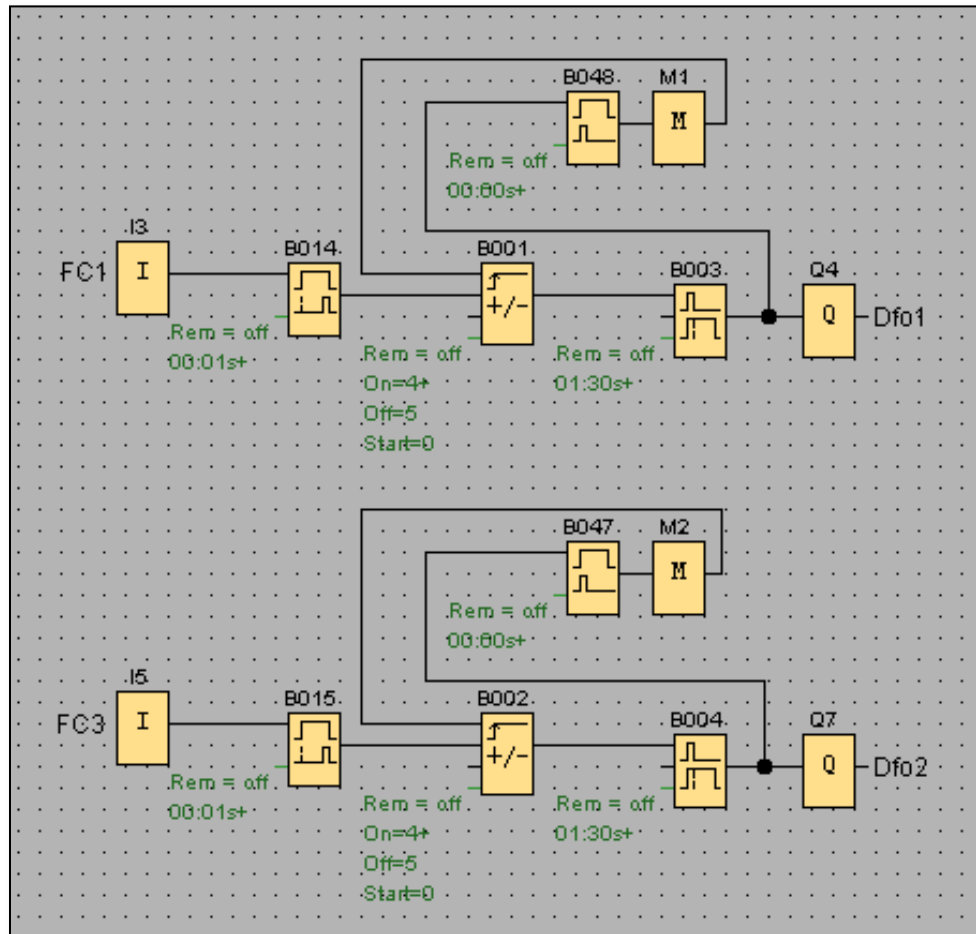 B048 M1
M
Rem = off
00:00s+
I3
B014 B001 B003 Q4
FC1 I +/- Q Dfo1
Rem = off
00:01s+
Rem = off
On=4+
Off=5
Start=0
Rem = off
01:30s+
B047 M2
M
Rem = off
00:00s+
I5
B015 B002 B004 Q7
FC3 I +/- Q Dfo2
Rem = off
00:01s+
Rem = off
On=4+
Off=5
Start=0
Rem = off
01:30s+